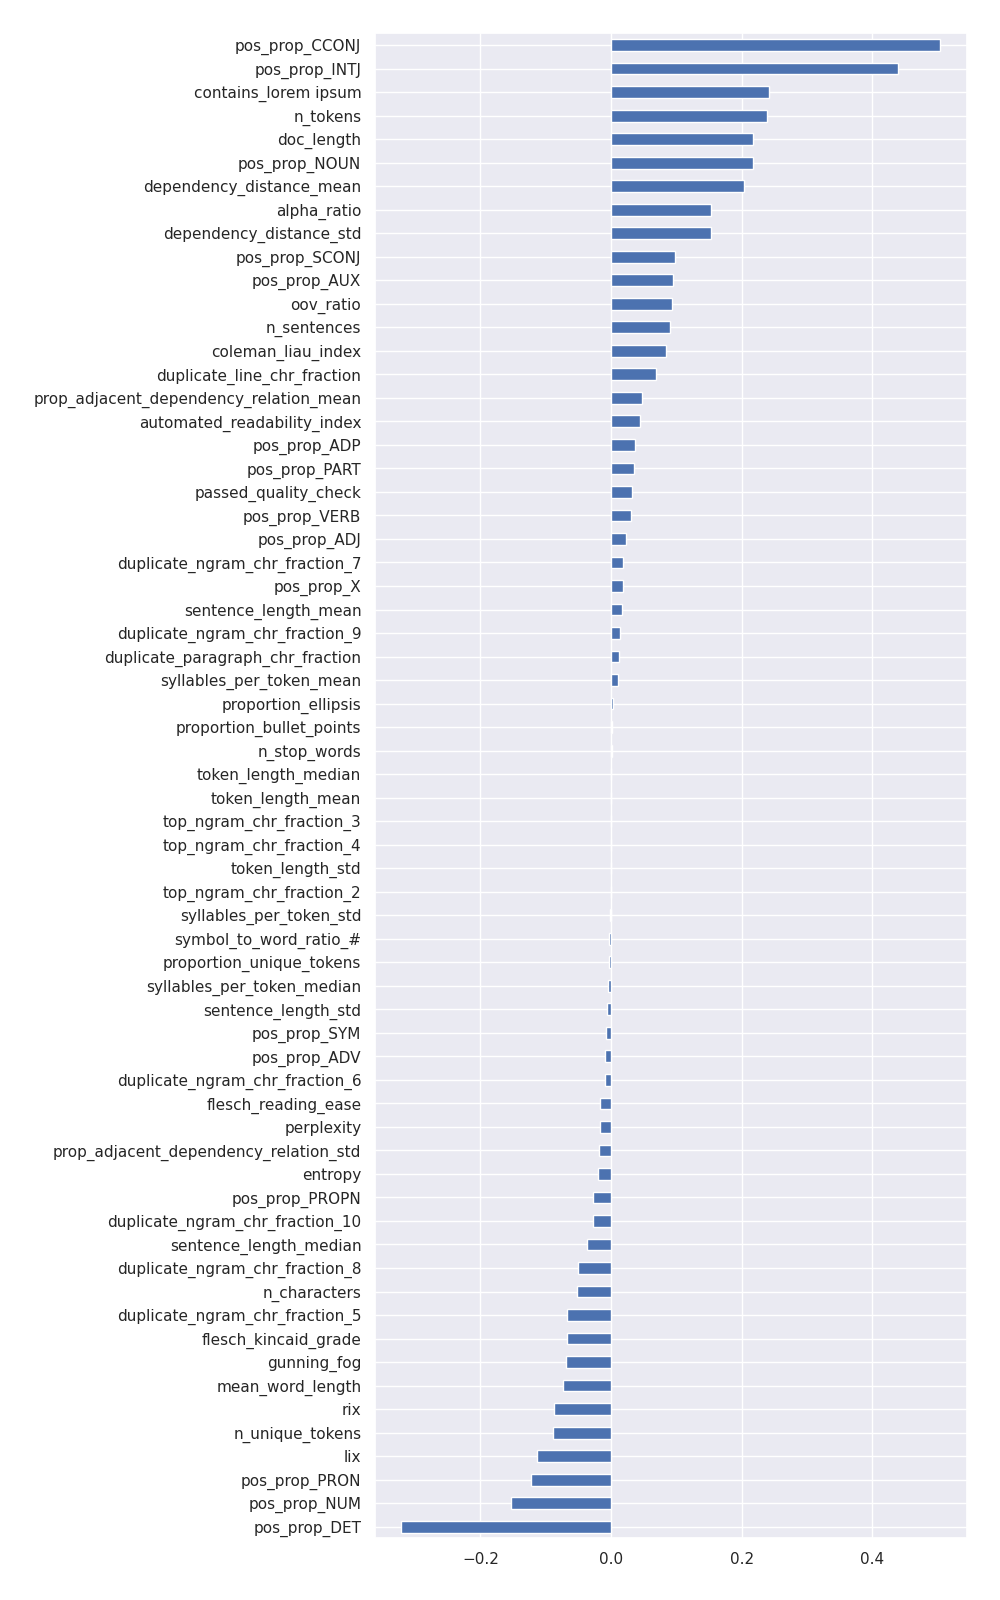 pos_prop_CCONJ
pos_prop_INTJ
contains_lorem ipsum
n_tokens
doc_length
pos_prop_NOUN
dependency_distance_mean
alpha_ratio
dependency_distance_std
pos_prop_SCONJ
pos_prop_AUX
oov_ratio
n_sentences
coleman_liau_index
duplicate_line_chr_fraction
prop_adjacent_dependency_relation_mean
automated_readability_index
pos_prop_ADP
pos_prop_PART
passed_quality_check
pos_prop_VERB
pos_prop_ADJ
duplicate_ngram_chr_fraction_7
pos_prop_X
sentence_length_mean
duplicate_ngram_chr_fraction_9
duplicate_paragraph_chr_fraction
syllables_per_token_mean
proportion_ellipsis
proportion_bullet_points
n_stop_words
token_length_median
token_length_mean
top_ngram_chr_fraction_3
top_ngram_chr_fraction_4
token_length_std
top_ngram_chr_fraction_2
syllables_per_token_std
symbol_to_word_ratio_#
proportion_unique_tokens
syllables_per_token_median
sentence_length_std
pos_prop_SYM
pos_prop_ADV
duplicate_ngram_chr_fraction_6
flesch_reading_ease
perplexity
prop_adjacent_dependency_relation_std
entropy
pos_prop_PROPN
duplicate_ngram_chr_fraction_10
sentence_length_median
duplicate_ngram_chr_fraction_8
n_characters
duplicate_ngram_chr_fraction_5
flesch_kincaid_grade
gunning_fog
mean_word_length
rix
n_unique_tokens
lix
pos_prop_PRON
pos_prop_NUM
pos_prop_DET
−0.2 0.0 0.2 0.4